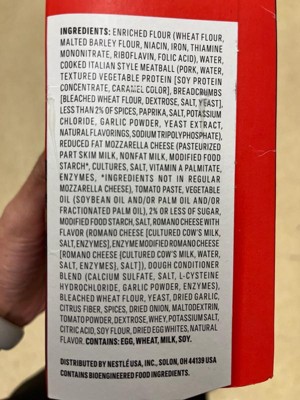 INGREDIENTS: ENRICHED FLOUR (WHEAT FLOUR,
MALTED BARLEY FLOUR, NIACIN, IRON, THIAMINE
MONONITRATE, RIBOFLAVIN, FOLIC ACID), WATER,
COOKED ITALIAN STYLE MEATBALL (PORK, WATER,
TEXTURED VEGETABLE PROTEIN [SOY PROTEIN
CONCENTRATE, CARAMEL COLOR], BREADCRUMBS
[BLEACHED WHEAT FLOUR, DEXTROSE, SALT, YEAST],
LESS THAN 2% OF SPICES, PAPRIKA, SALT, POTASSIUM
CHLORIDE, GARLIC POWDER, YEAST EXTRACT,
NATURAL FLAVORINGS, SODIUM TRIPOLYPHOSPHATE),
REDUCED FAT MOZZARELLA CHEESE (PASTEURIZED
PART SKIM MILK, NONFAT MILK, MODIFIED FOOD
STARCH*, CULTURES, SALT, VITAMIN A PALMITATE,
ENZYMES, *INGREDIENTS NOT IN REGULAR
MOZZARELLA CHEESE), TOMATO PASTE, VEGETABLE
OIL (SOYBEAN OIL AND/OR PALM OIL AND/OR
FRACTIONATED PALM OIL), 2% OR LESS OF SUGAR,
MODIFIED FOOD STARCH, SALT, ROMANO CHEESE WITH
FLAVOR (ROMANO CHEESE [CULTURED COW'S MILK,
SALT, ENZYMES], ENZYME MODIFIED ROMANO CHEESE
[ROMANO CHEESE {CULTURED COW'S MILK, WATER,
SALT, ENZYMES}, SALT]), DOUGH CONDITIONER
BLEND (CALCIUM SULFATE, SALT, L-CYSTEINE
HYDROCHLORIDE, GARLIC POWDER, ENZYMES),
BLEACHED WHEAT FLOUR, YEAST, DRIED GARLIC,
CITRUS FIBER, SPICES, DRIED ONION, MALTODEXTRIN,
TOMATO POWDER, DEXTROSE, WHEY, POTASSIUM SALT,
CITRIC ACID, SOY FLOUR, DRIED EGG WHITES, NATURAL
FLAVOR. CONTAINS: EGG, WHEAT, MILK, SOY.
DISTRIBUTED BY NESTLÉ USA, INC., SOLON, OH 44139 USA
CONTAINS BIOENGINEERED FOOD INGREDIENTS.